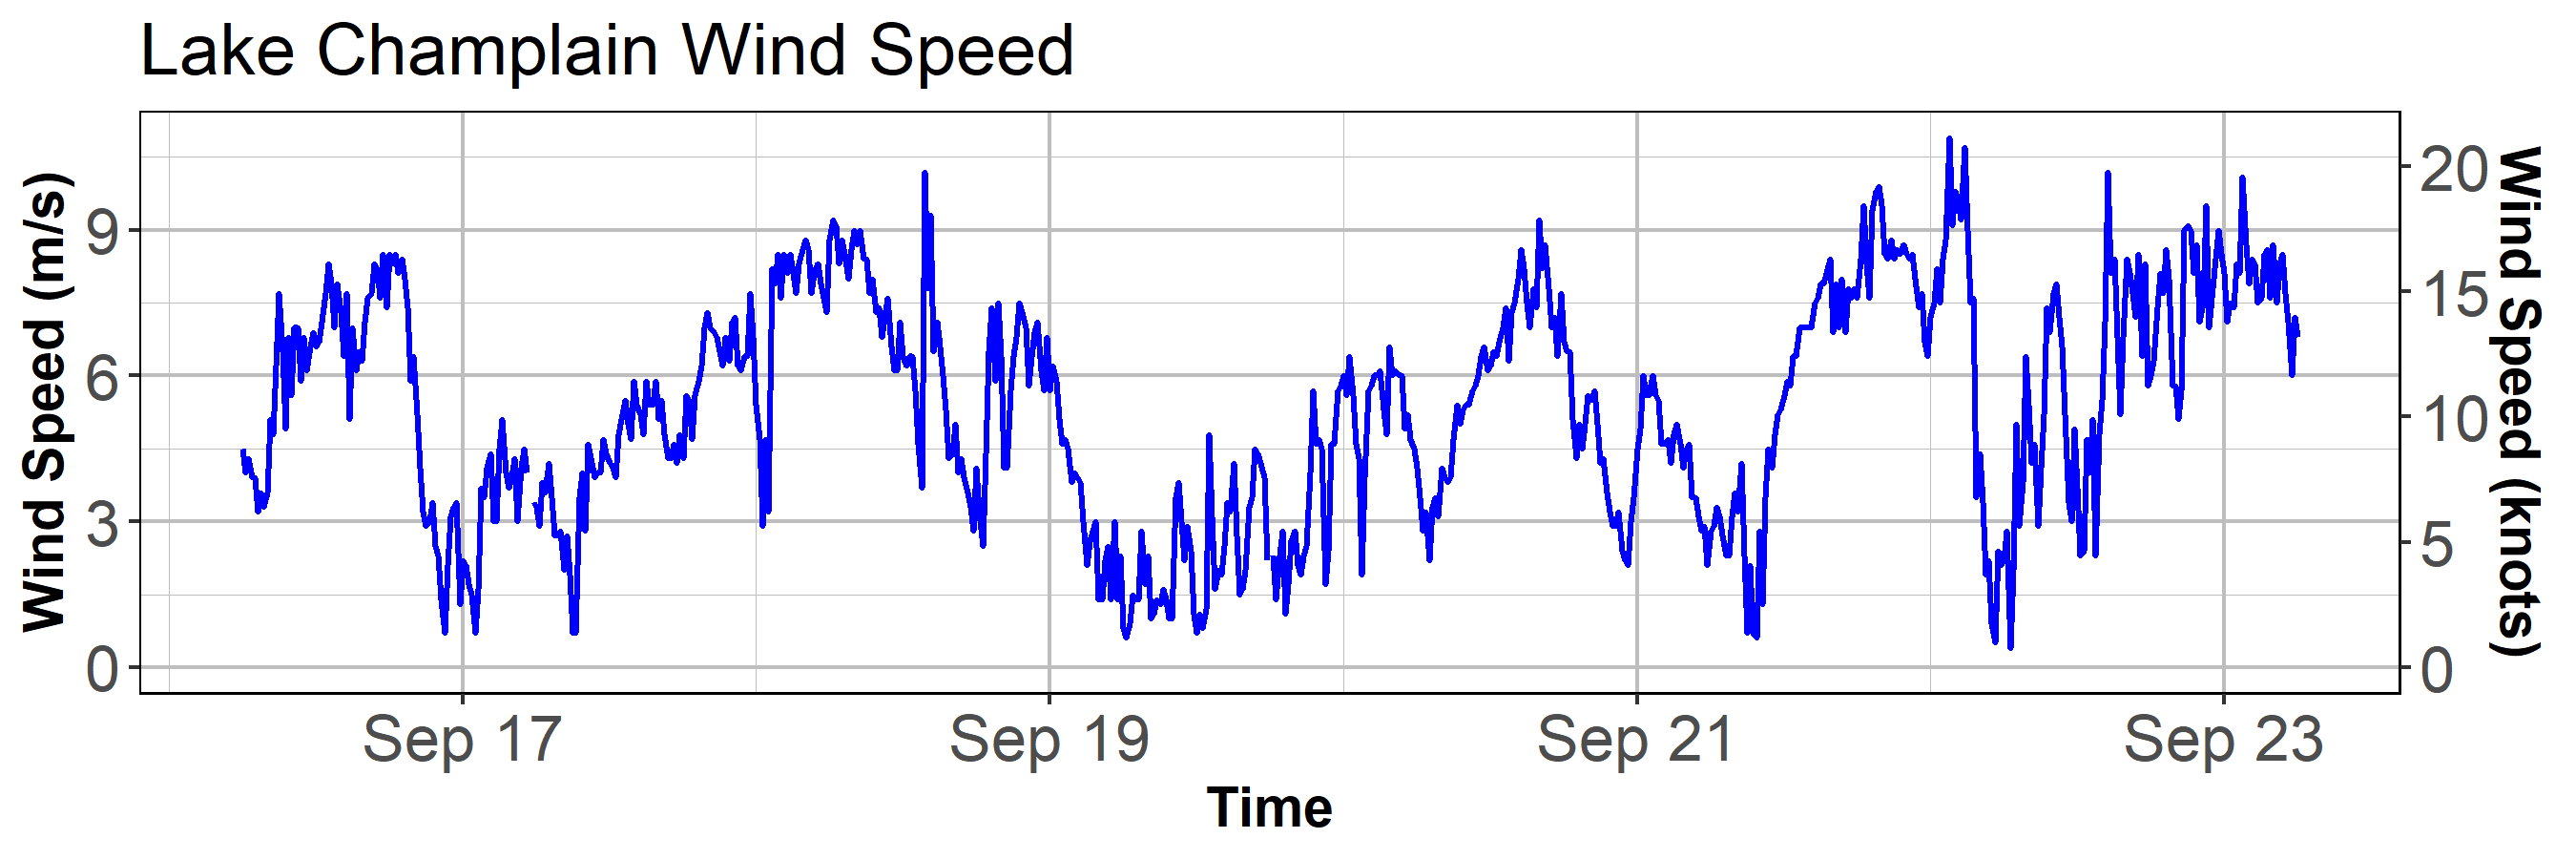 Lake Champlain Wind Speed
Wind Speed (m/s)
9
6
3
0
20
15
10
5
0
Wind Speed (knots)
Sep 17
Sep 19
Sep 21
Sep 23
Time